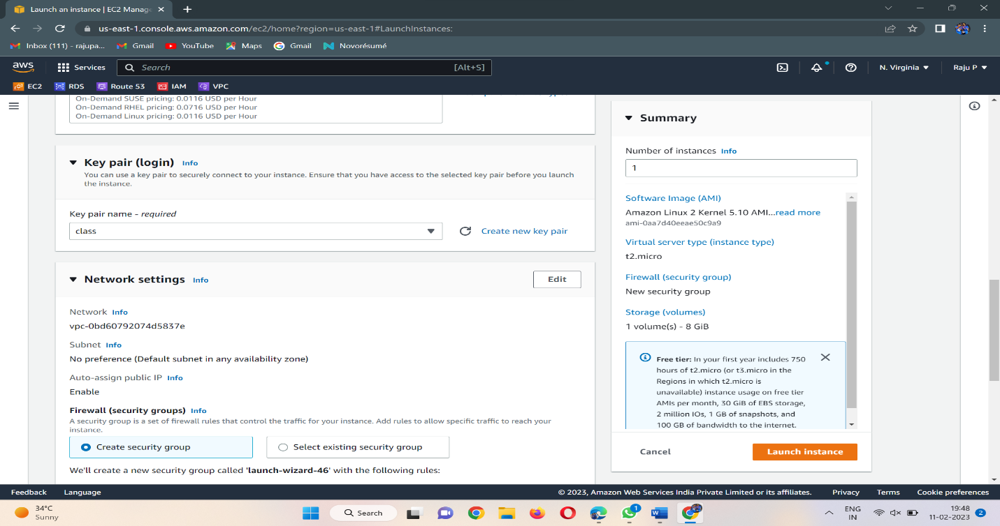 Launch an instance | EC2 Manage
us-east-1.console.aws.amazon.com/ec2/home?region=us-east-1#LaunchInstances:
Inbox (111) - rajupa... Gmail YouTube Maps Gmail Novorésumé
aws Services Search [Alt+S] N. Virginia Raju P
EC2 RDS Route 53 IAM VPC
On-Demand SUSE pricing: 0.0116 USD per Hour
On-Demand RHEL pricing: 0.0716 USD per Hour
On-Demand Linux pricing: 0.0116 USD per Hour
Key pair (login) Info
You can use a key pair to securely connect to your instance. Ensure that you have access to the selected key pair before you launch
the instance.
Key pair name - required
class
Create new key pair
Network settings Info
Edit
Network Info
vpc-0bd60792074d5837e
Subnet Info
No preference (Default subnet in any availability zone)
Auto-assign public IP Info
Enable
Firewall (security groups) Info
A security group is a set of firewall rules that control the traffic for your instance. Add rules to allow specific traffic to reach your
instance.
Create security group
Select existing security group
We'll create a new security group called 'launch-wizard-46' with the following rules:
Summary
Number of instances Info
1
Software Image (AMI)
Amazon Linux 2 Kernel 5.10 AMI...read more
ami-0aa7d40eeae50c9a9
Virtual server type (instance type)
t2.micro
Firewall (security group)
New security group
Storage (volumes)
1 volume(s) - 8 GiB
Free tier: In your first year includes 750
hours of t2.micro (or t3.micro in the
Regions in which t2.micro is
unavailable) instance usage on free tier
AMIs per month, 30 GiB of EBS storage,
2 million IOs, 1 GB of snapshots, and
100 GB of bandwidth to the internet.
Cancel
Launch instance
Feedback Language © 2023, Amazon Web Services India Private Limited or its affiliates. Privacy Terms Cookie preferences
34°C
Sunny
Search
1
ENG
IN
19:48
11-02-2023
2